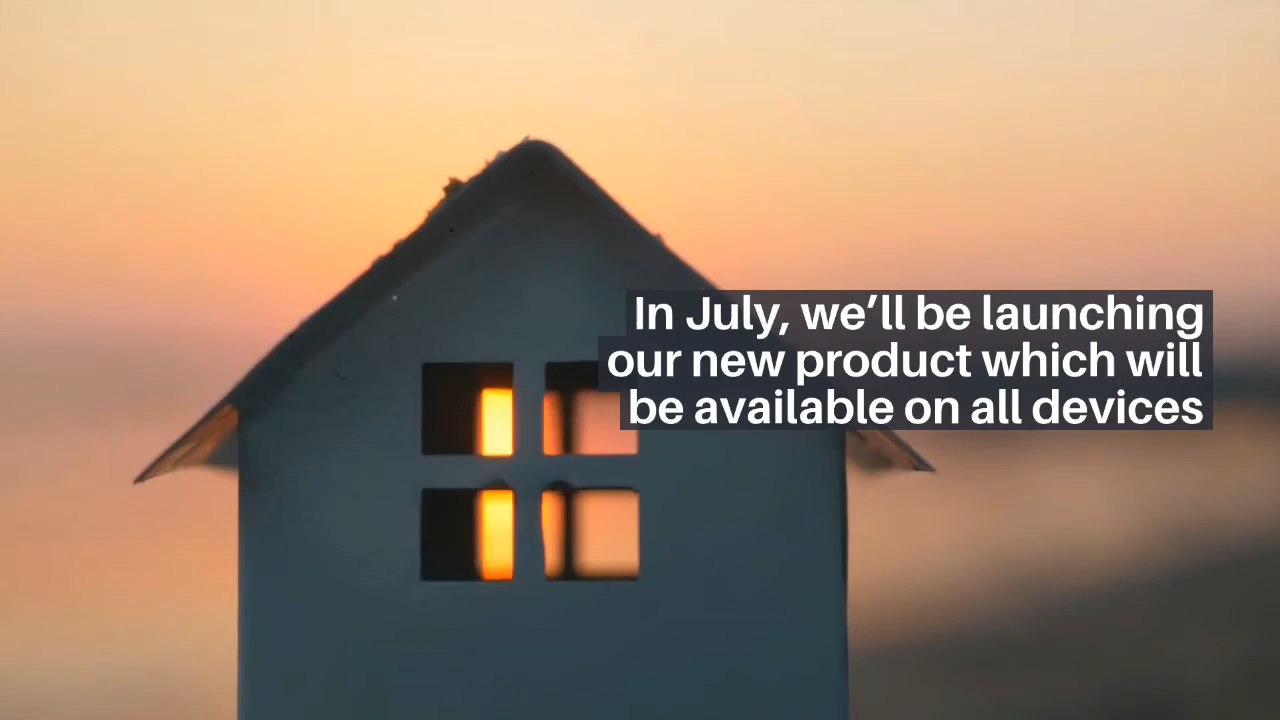 In July, we’ll be launching
our new product which will
be available on all devices